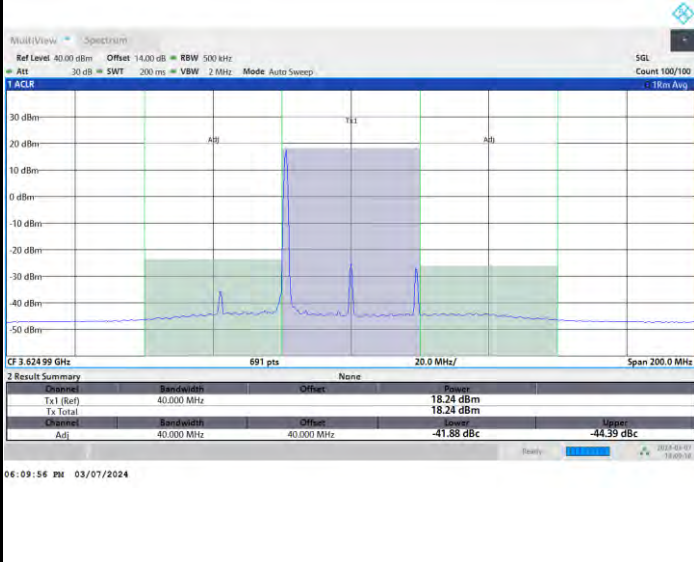 MultiView Spectrum
Ref Level 40.00 dBm Offset 14.00 dB RBW 500 kHz SGL
Att 30 dB SWT 200 ms VBW 2 MHz Mode Auto Sweep Count 100/100
1 ACLR 1Rm Avg
Tx1
Adj Adj
30 dBm
20 dBm
10 dBm
0 dBm
-10 dBm
-20 dBm
-30 dBm
-40 dBm
-50 dBm
CF 3.624 99 GHz 691 pts 20.0 MHz/ Span 200.0 MHz
2 Result Summary None
Channel Bandwidth Offset Power
Tx1 (Ref) 40.000 MHz 18.24 dBm
Tx Total 18.24 dBm
Channel Bandwidth Offset Lower Upper
Adj 40.000 MHz 40.000 MHz -41.88 dBc -44.39 dBc
Ready
06:09:56 PM 03/07/2024